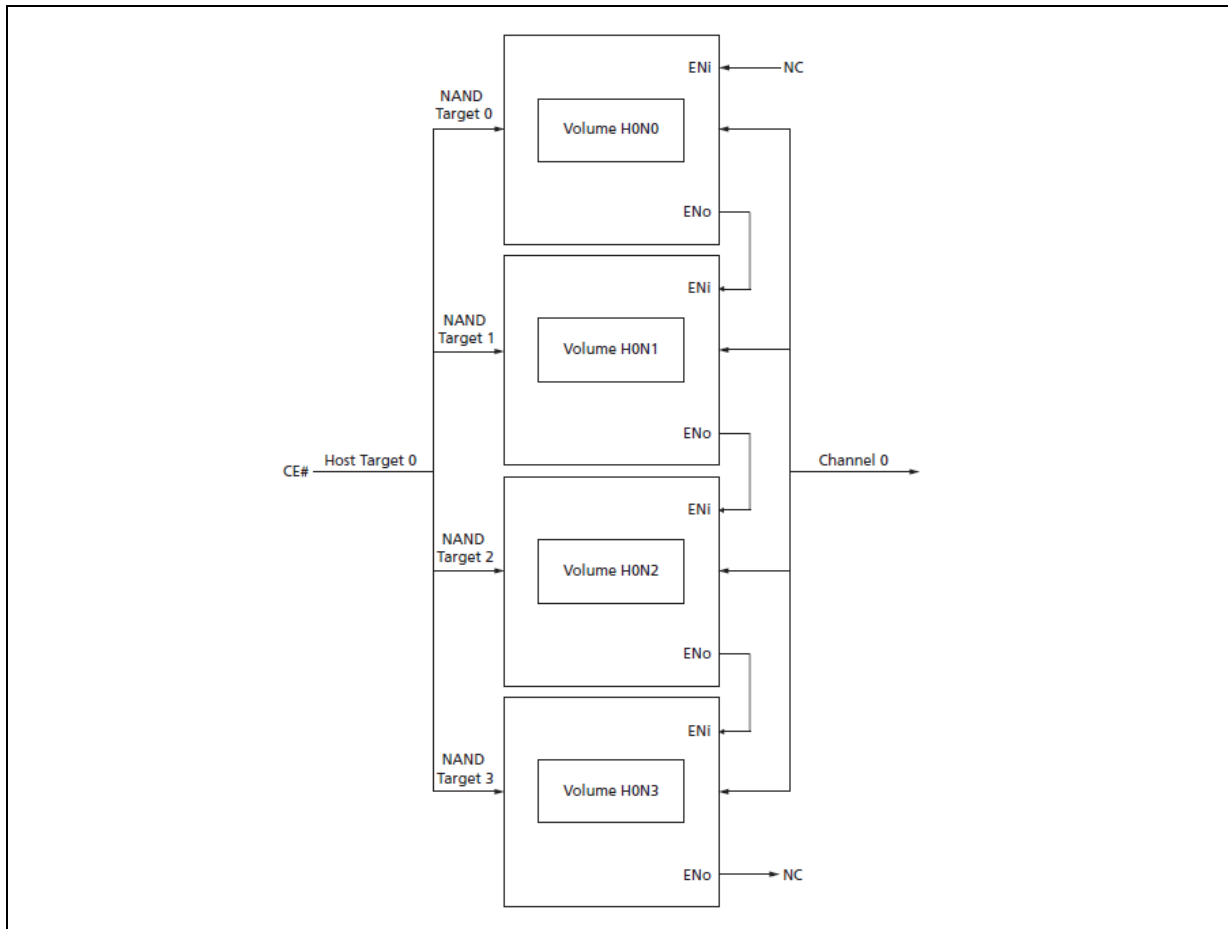 ENi
NC
NAND
Target 0
Volume H0N0
ENo
ENi
NAND
Target 1
Volume H0N1
ENo
CE#
Host Target 0
Channel 0
ENi
NAND
Target 2
Volume H0N2
ENo
ENi
NAND
Target 3
Volume H0N3
ENo
NC